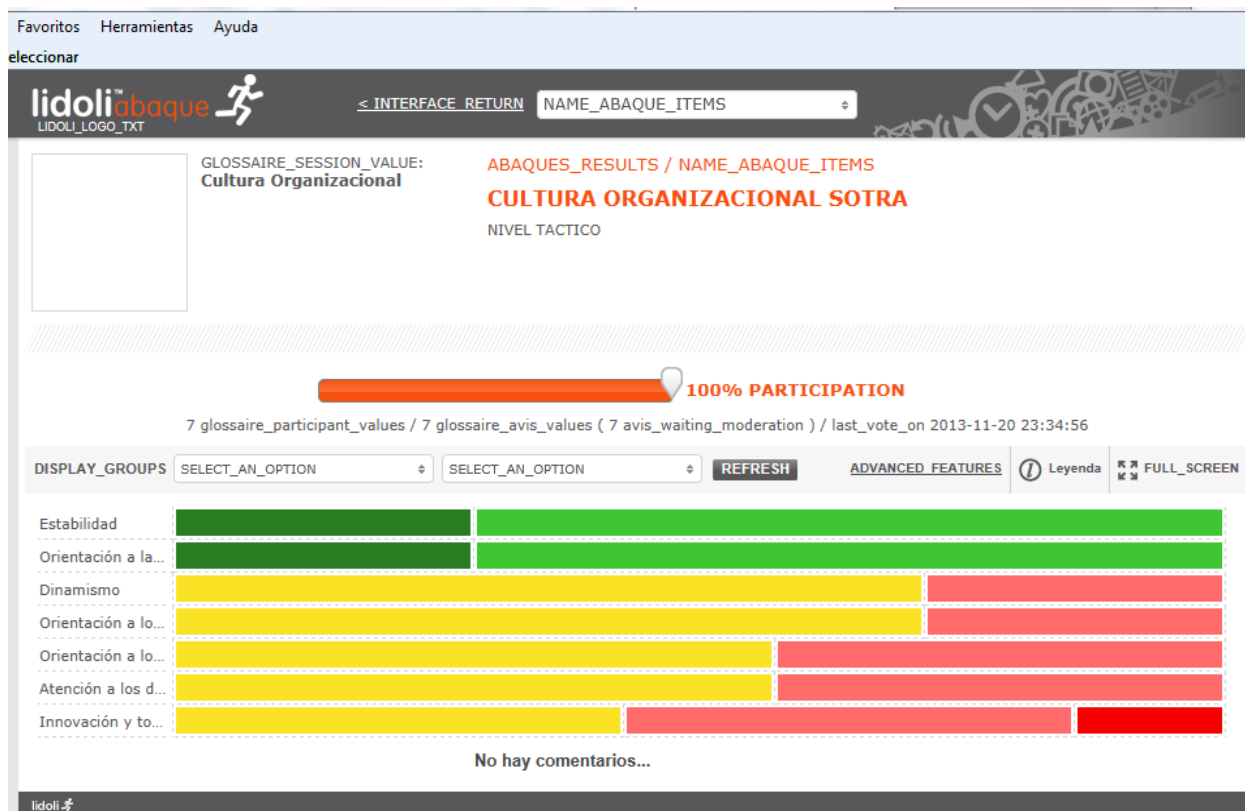 Favoritos Herramientas Ayuda
eleccionar
lidoli™abaque
LIDOLI_LOGO_TXT
< INTERFACE_RETURN NAME_ABAQUE_ITEMS
GLOSSAIRE_SESSION_VALUE:
Cultura Organizacional
ABAQUES_RESULTS / NAME_ABAQUE_ITEMS
CULTURA ORGANIZACIONAL SOTRA
NIVEL TACTICO
100% PARTICIPATION
7 glossaire_participant_values / 7 glossaire_avis_values ( 7 avis_waiting_moderation ) / last_vote_on 2013-11-20 23:34:56
DISPLAY_GROUPS SELECT_AN_OPTION SELECT_AN_OPTION REFRESH ADVANCED_FEATURES i Leyenda FULL_SCREEN
Estabilidad
Orientación a la...
Dinamismo
Orientación a lo...
Orientación a lo...
Atención a los d...
Innovación y to...
No hay comentarios...
lidoli